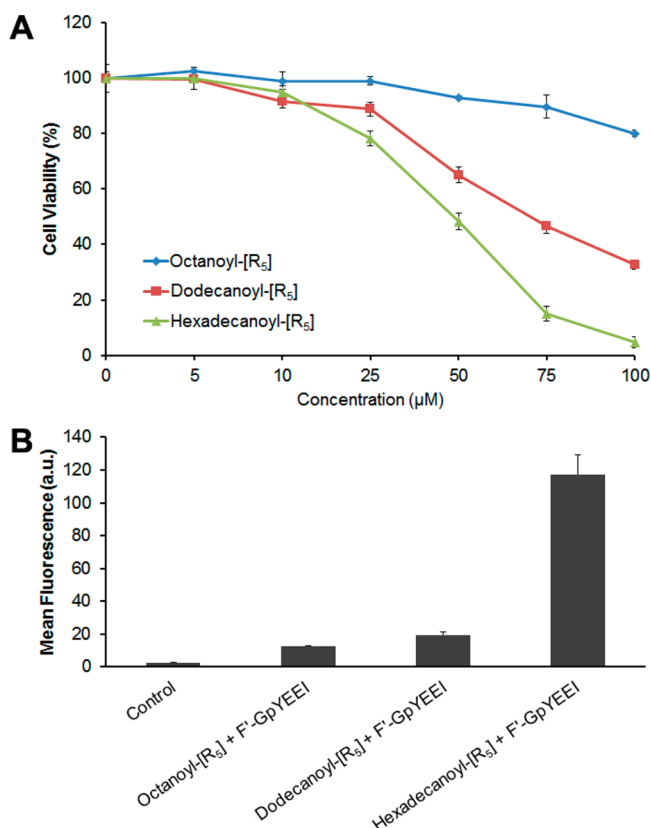 A
120
100
80
60
40
20
0
Cell Viability (%)
Octanoyl-[R₅]
Dodecanoyl-[R₅]
Hexadecanoyl-[R₅]
0 5 10 25 50 75 100
Concentration (µM)
B
140
120
100
80
60
40
20
0
Mean Fluorescence (a.u.)
Control
Octanoyl-[R₅] + F'-GpYEEI
Dodecanoyl-[R₅] + F'-GpYEEI
Hexadecanoyl-[R₅] + F'-GpYEEI